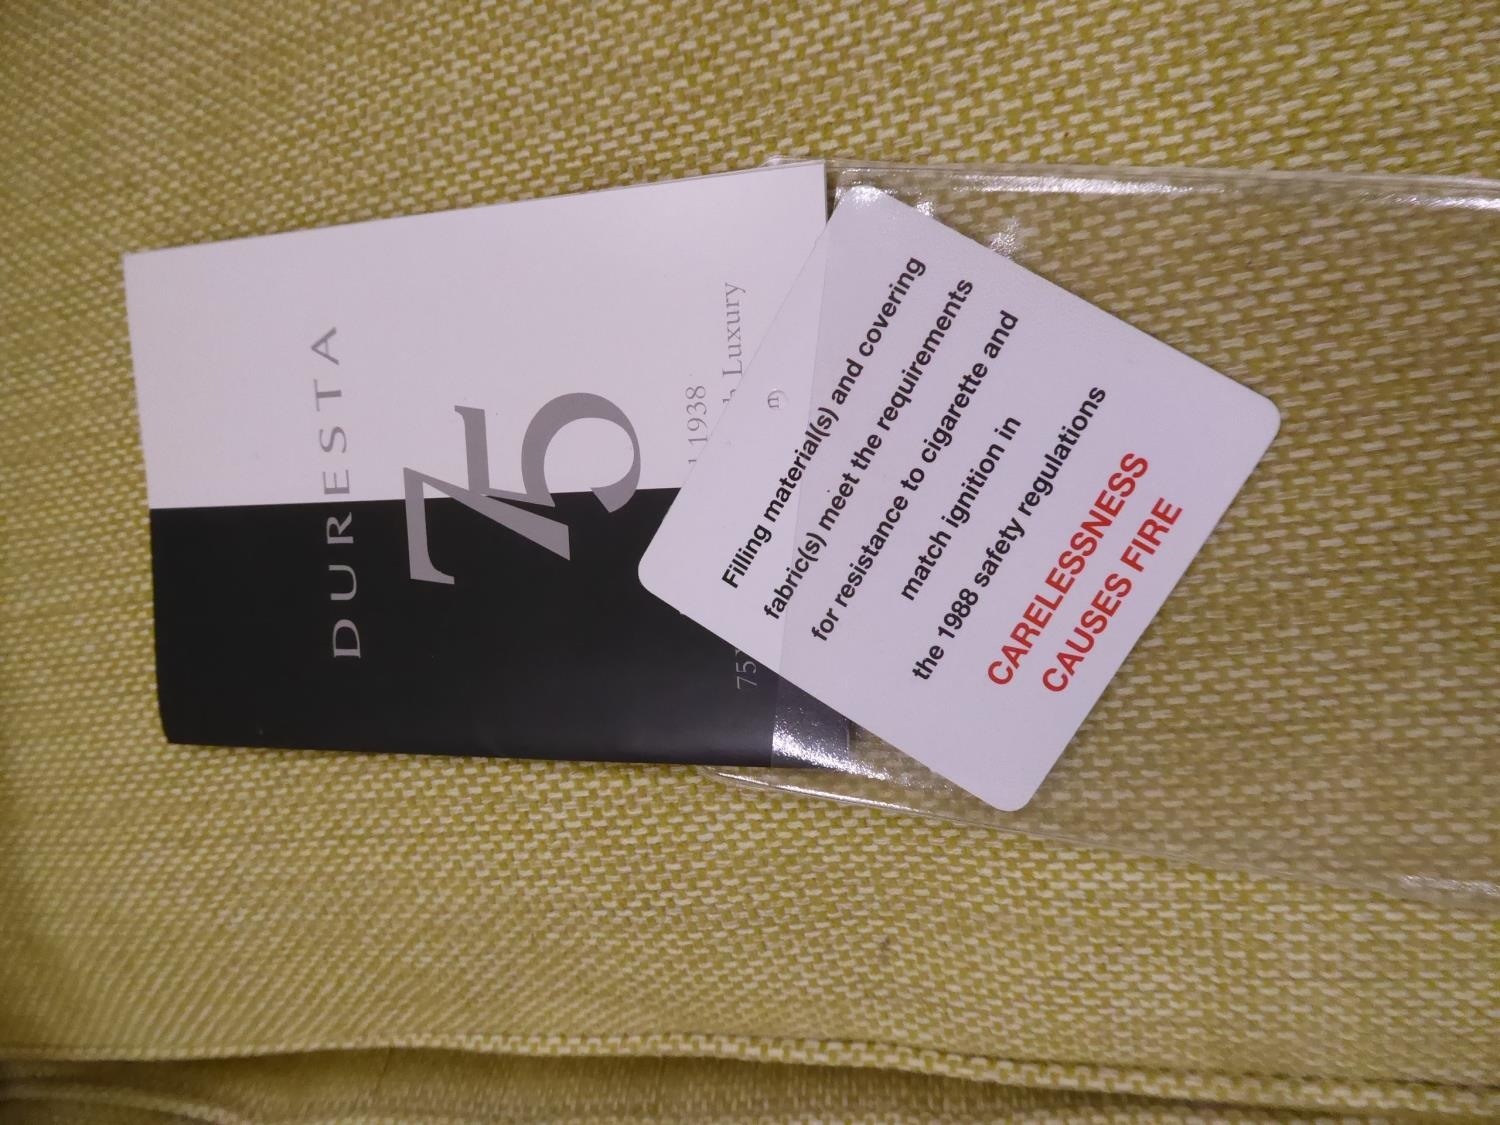 DURESTA
75
1938
Luxury
Filling material(s) and covering
fabric(s) meet the requirements
for resistance to cigarette and
match ignition in
the 1988 safety regulations
CARELESSNESS
CAUSES FIRE